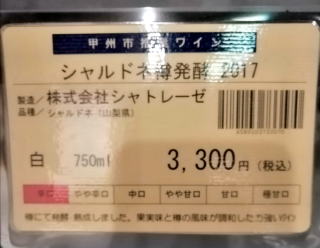 甲州市推奨ワイン
シャルドネ樽発酵 2017
製造／株式会社シャトレーゼ
品種／シャルドネ（山梨県）
白 750ml 3,300円（税込）
辛口 やや辛口 中口 やや甘口 甘口 極甘口
樽にて発酵・熟成しました。果実味と樽の風味が調和した力強いワイン